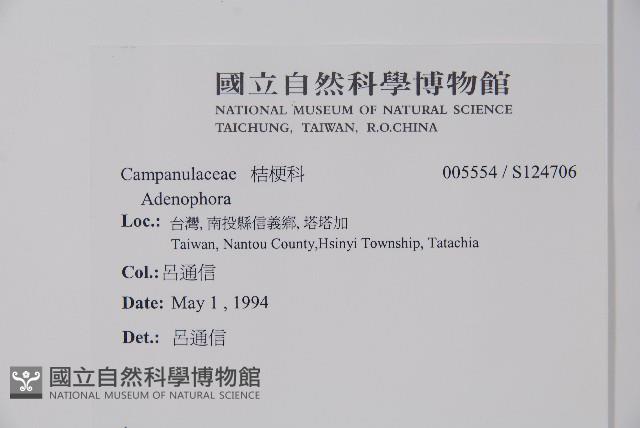 國立自然科學博物館
NATIONAL MUSEUM OF NATURAL SCIENCE
TAICHUNG, TAIWAN, R.O.CHINA
Campanulaceae 桔梗科 005554 / S124706
Adenophora
Loc.: 台灣, 南投縣信義鄉, 塔塔加
Taiwan, Nantou County,Hsinyi Township, Tatachia
Col.: 呂通信
Date: May 1 , 1994
Det.: 呂通信
國立自然科學博物館
NATIONAL MUSEUM OF NATURAL SCIENCE